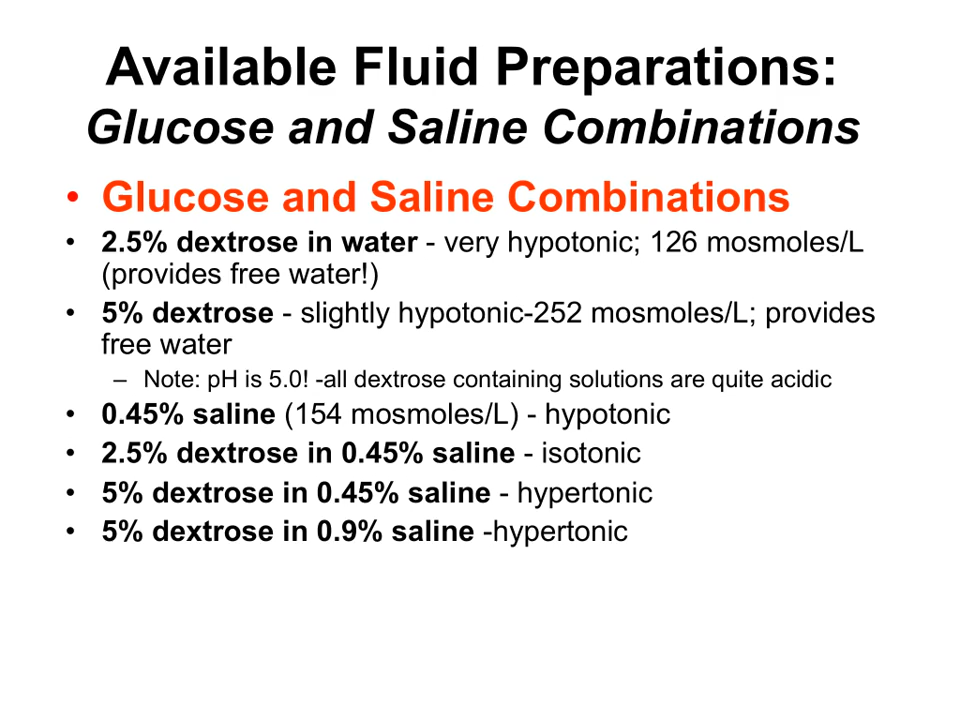 Available Fluid Preparations:
Glucose and Saline Combinations
• Glucose and Saline Combinations
• 2.5% dextrose in water - very hypotonic; 126 mosmoles/L
(provides free water!)
• 5% dextrose - slightly hypotonic-252 mosmoles/L; provides
free water
– Note: pH is 5.0! -all dextrose containing solutions are quite acidic
• 0.45% saline (154 mosmoles/L) - hypotonic
• 2.5% dextrose in 0.45% saline - isotonic
• 5% dextrose in 0.45% saline - hypertonic
• 5% dextrose in 0.9% saline -hypertonic